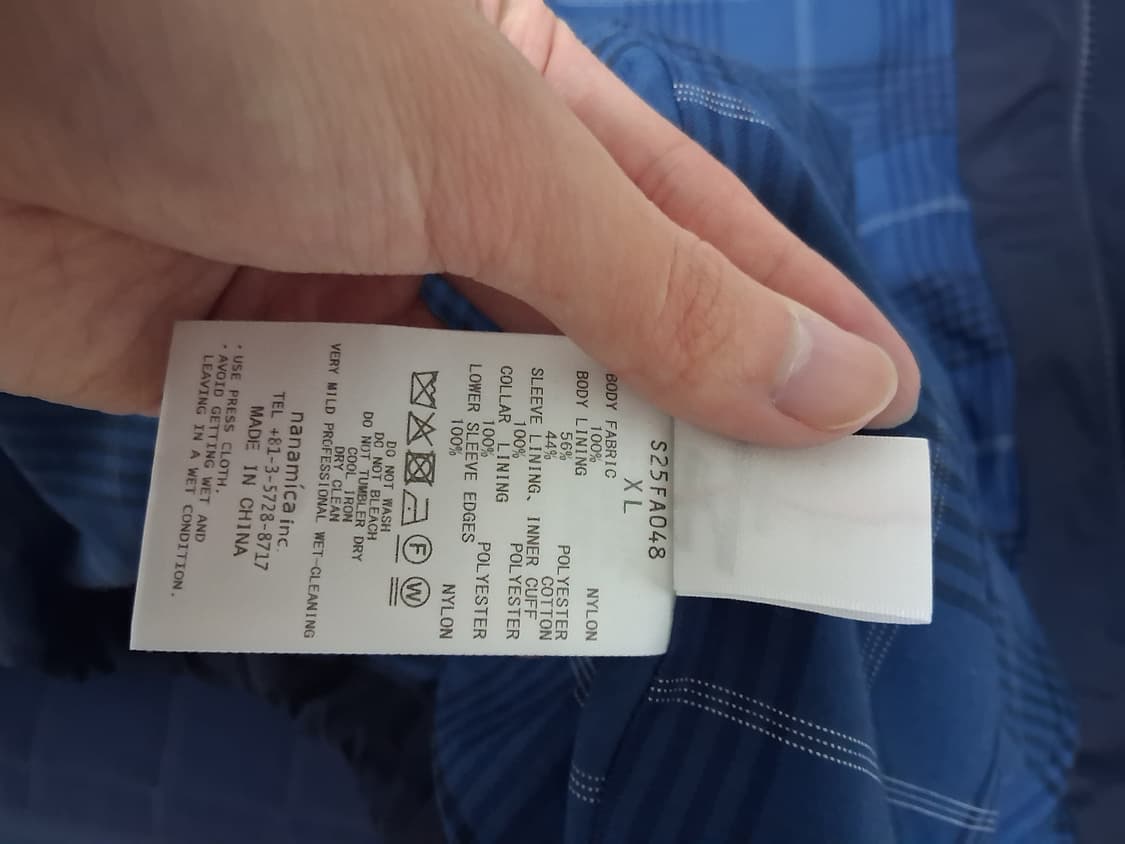 S25FA048
XL
BODY FABRIC
100% NYLON
BODY LINING
56% POLYESTER
44% COTTON
SLEEVE LINING, INNER CUFF
100% POLYESTER
COLLAR LINING
100% POLYESTER
LOWER SLEEVE EDGES
100% NYLON
F W
DO NOT WASH
DO NOT BLEACH
DO NOT TUMBLER DRY
COOL IRON
DRY CLEAN
VERY MILD PROFESSIONAL WET-CLEANING
nanamica inc.
TEL +81-3-5728-8717
MADE IN CHINA
・USE PRESS CLOTH.
・AVOID GETTING WET AND
LEAVING IN A WET CONDITION.